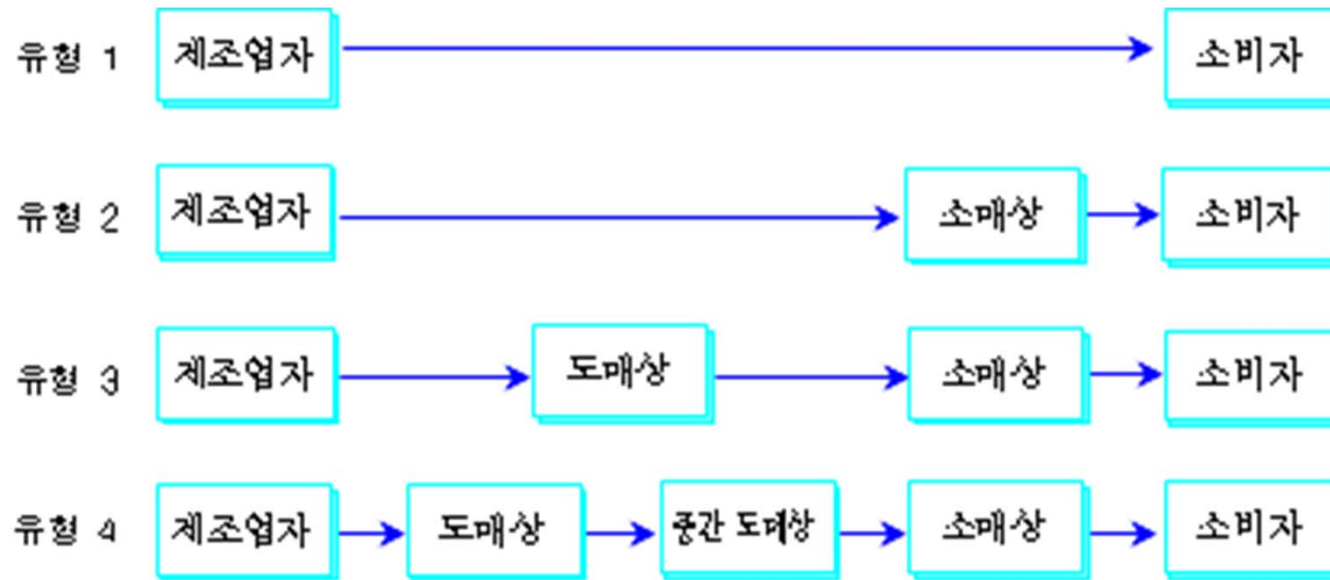 유형 1 제조업자 소비자
유형 2 제조업자 소매상 소비자
유형 3 제조업자 도매상 소매상 소비자
유형 4 제조업자 도매상 중간 도매상 소매상 소비자